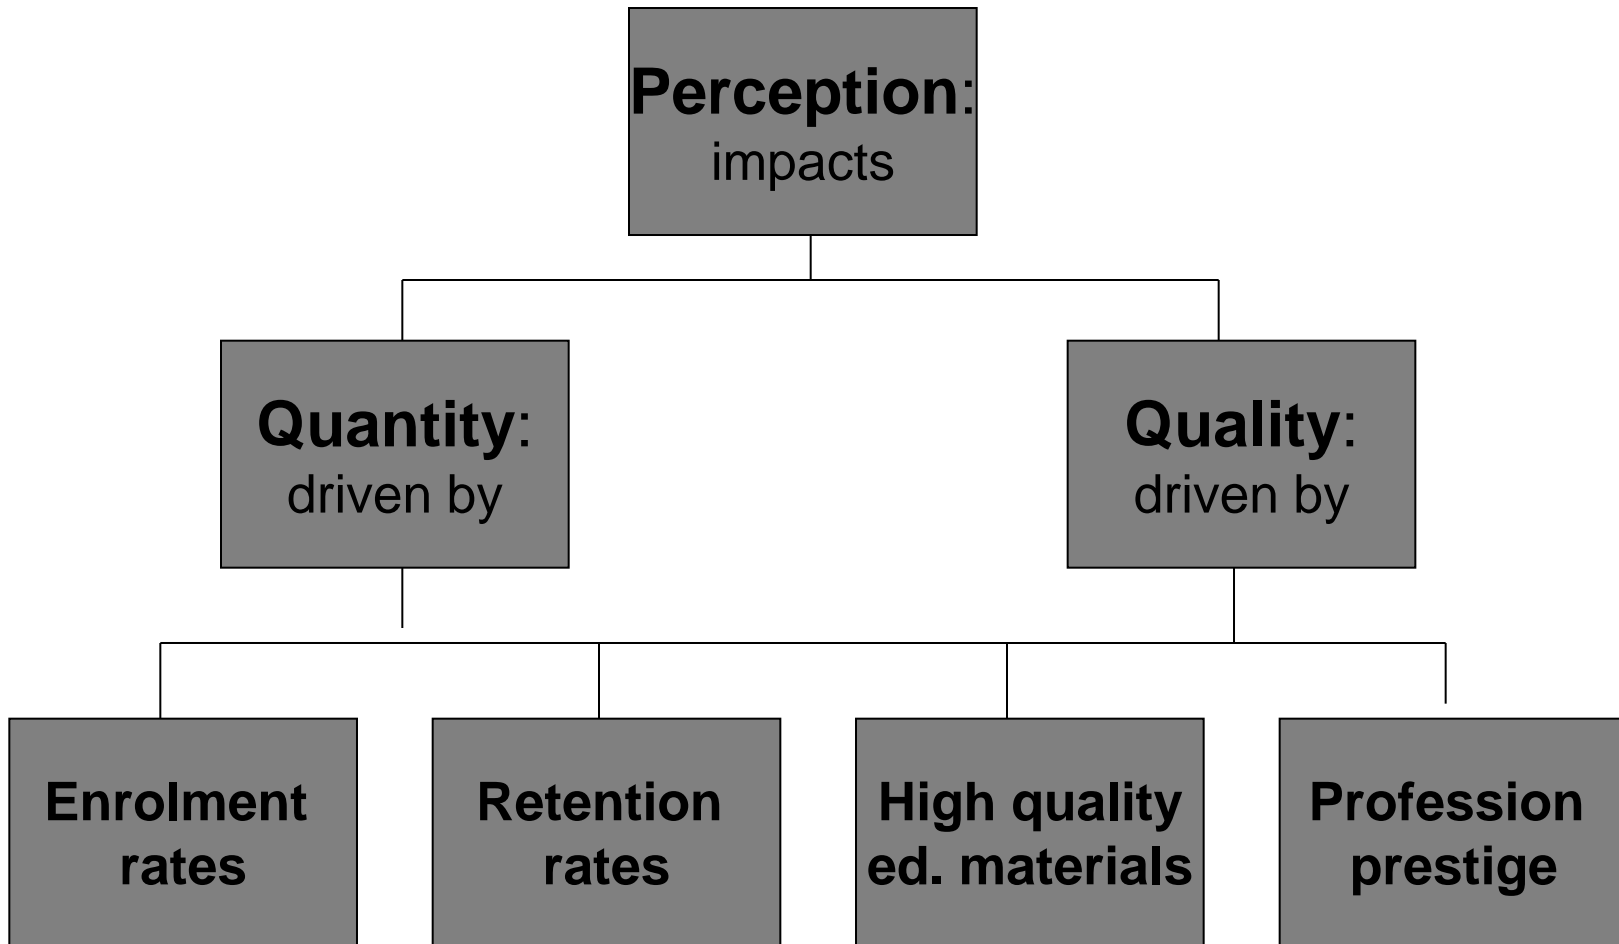 Perception:
impacts
Quantity:
driven by
Quality:
driven by
Enrolment
rates
Retention
rates
High quality
ed. materials
Profession
prestige